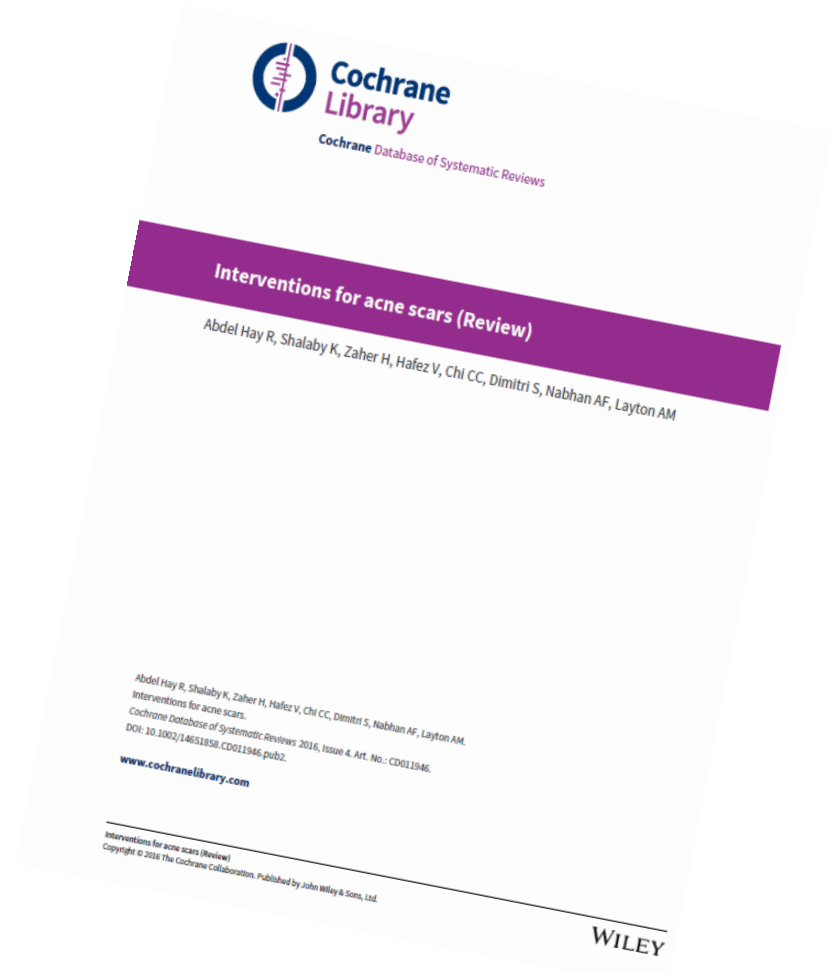 Cochrane
Library
Cochrane Database of Systematic Reviews
Interventions for acne scars (Review)
Abdel Hay R, Shalaby K, Zaher H, Hafez V, Chi CC, Dimitri S, Nabhan AF, Layton AM
Abdel Hay R, Shalaby K, Zaher H, Hafez V, Chi CC, Dimitri S, Nabhan AF, Layton AM.
Interventions for acne scars.
Cochrane Database of Systematic Reviews 2016, Issue 4. Art. No.: CD011946.
DOI: 10.1002/14651858.CD011946.pub2.
www.cochranelibrary.com
Interventions for acne scars (Review)
Copyright © 2016 The Cochrane Collaboration. Published by John Wiley & Sons, Ltd.
WILEY